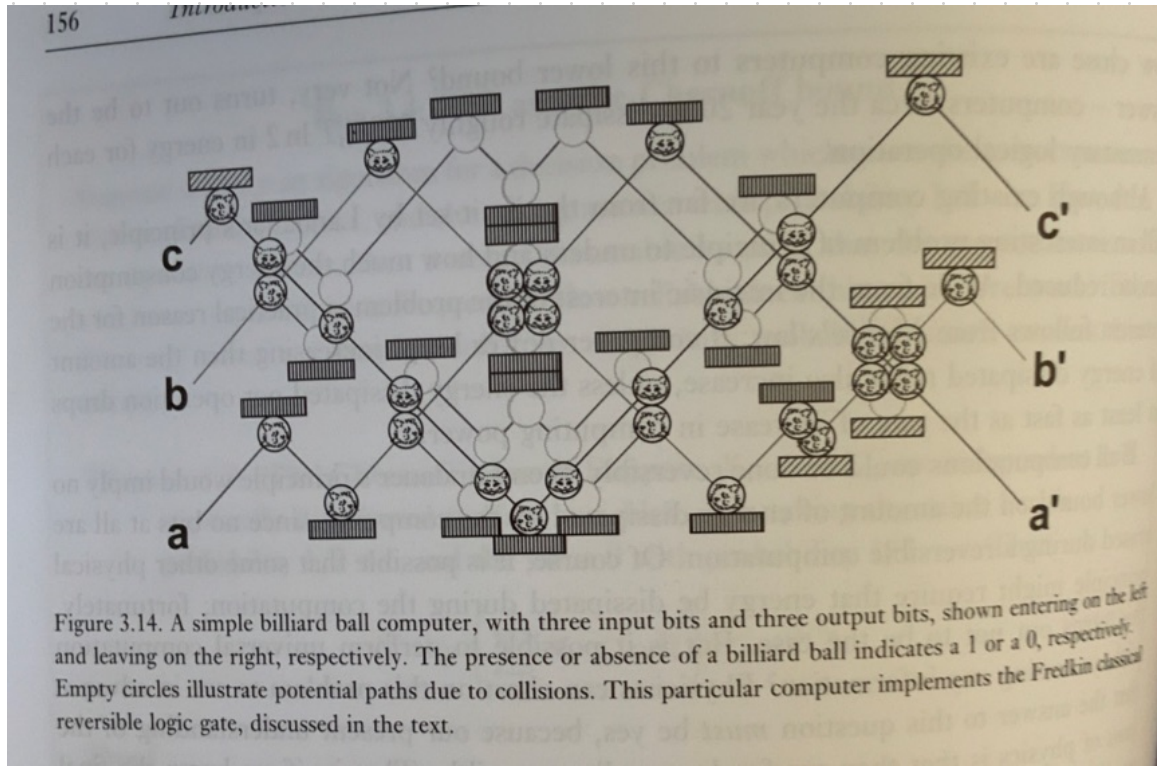 156
c
b
a
c'
b'
a'
Figure 3.14. A simple billiard ball computer, with three input bits and three output bits, shown entering on the left
and leaving on the right, respectively. The presence or absence of a billiard ball indicates a 1 or a 0, respectively.
Empty circles illustrate potential paths due to collisions. This particular computer implements the Fredkin classical
reversible logic gate, discussed in the text.